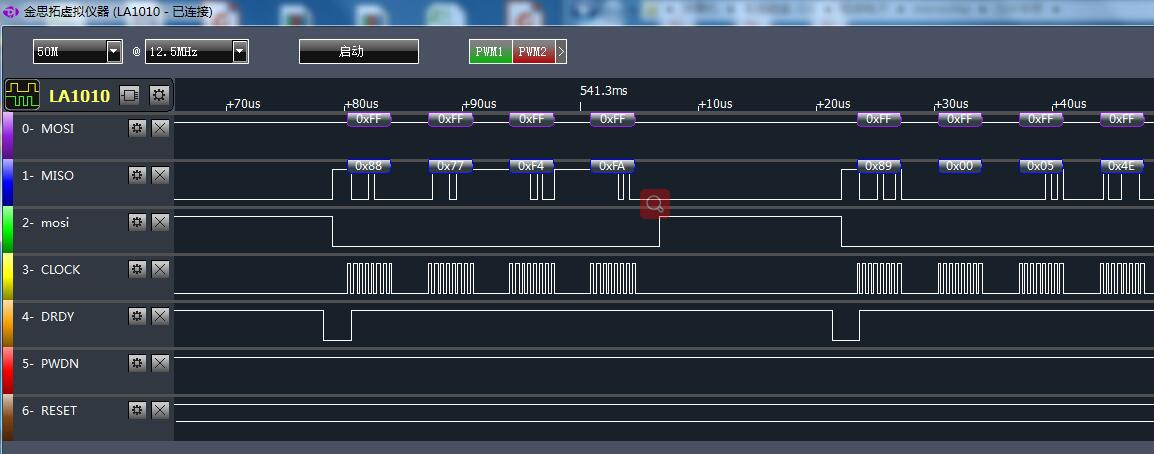 金思拓虚拟仪器 (LA1010 - 已连接)
50M @ 12.5MHz 启动 PWM1 PWM2 >
LA1010
541.3ms
+70us +80us +90us +10us +20us +30us +40us
0- MOSI 0xFF 0xFF 0xFF 0xFF 0xFF 0xFF 0xFF 0xFF
1- MISO 0x88 0x77 0xF4 0xFA 0x89 0x00 0x05 0x4E
2- mosi
3- CLOCK
4- DRDY
5- PWDN
6- RESET